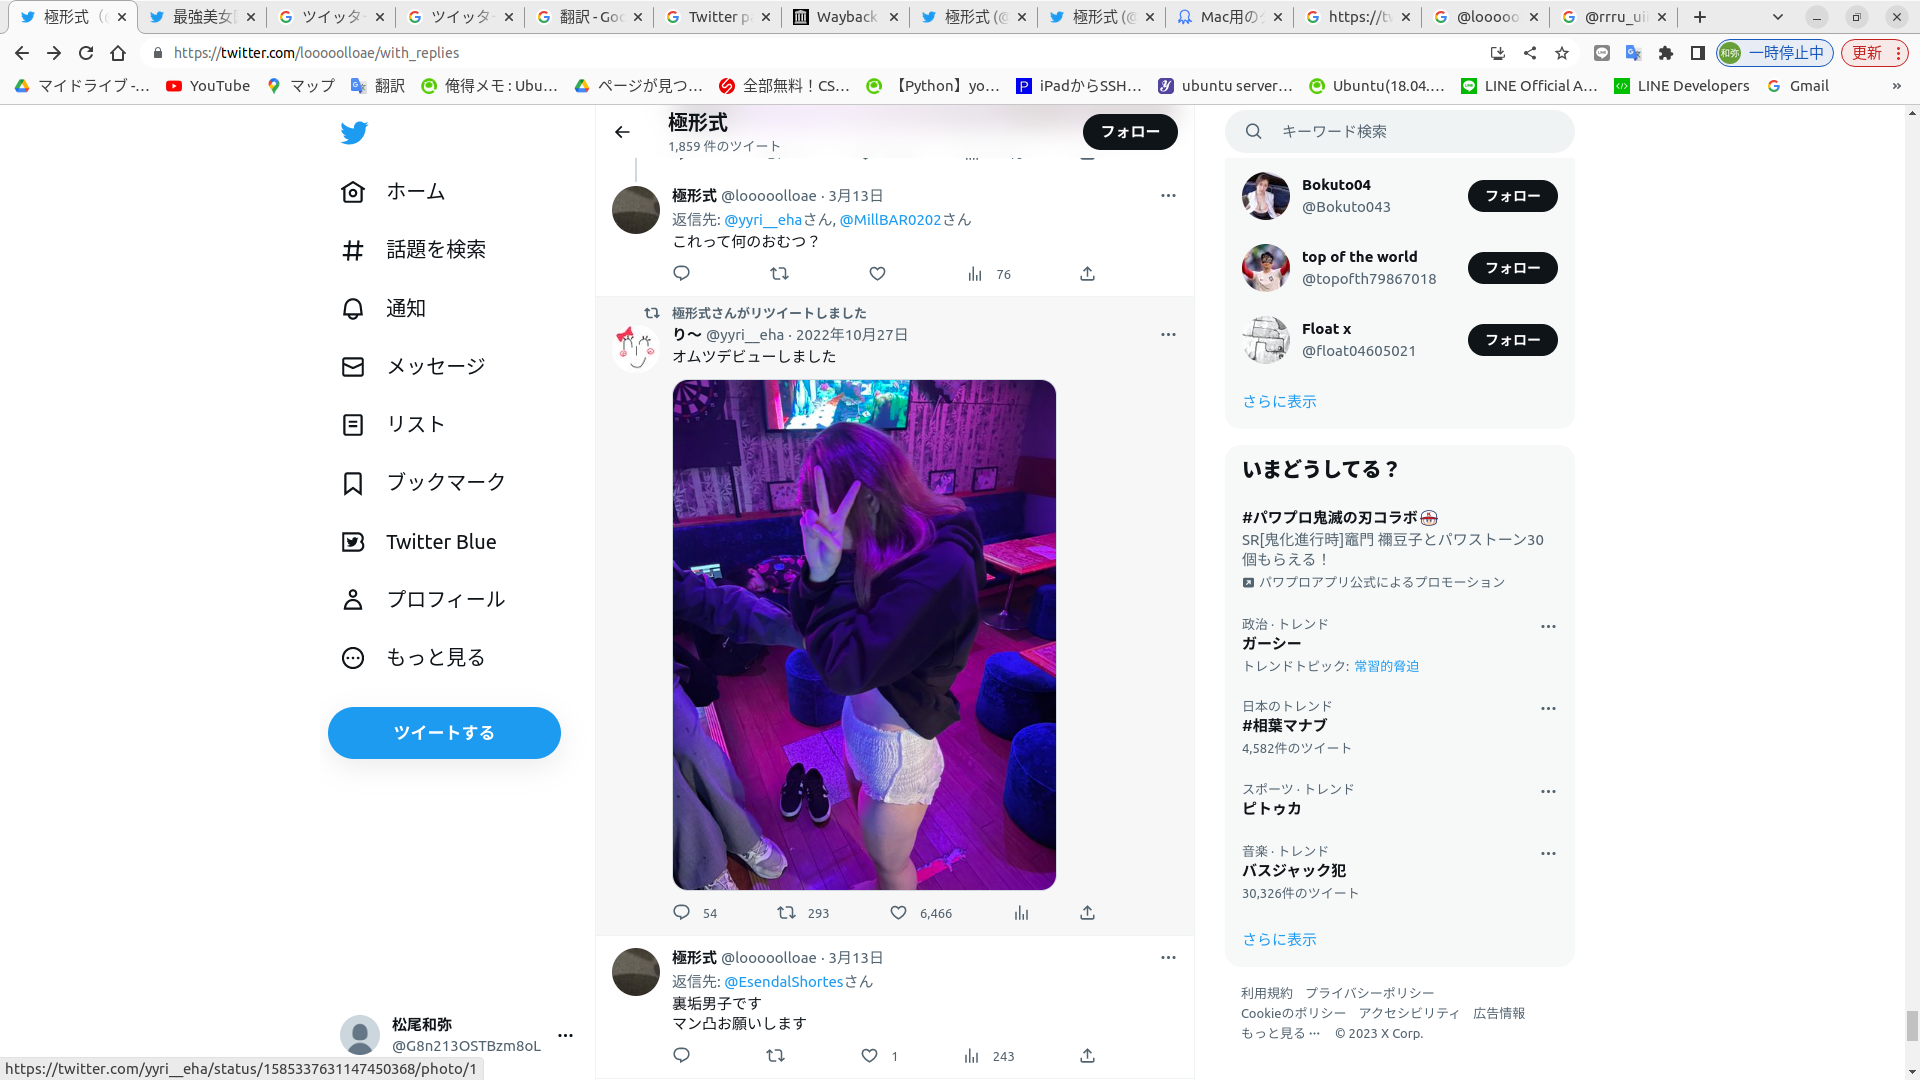 極形式 (@
最強美女図
ツイッター
ツイッター
翻訳 - Goo
Twitter p
Wayback
極形式 (@
極形式 (@
Mac用の
https://tw
@looooo
@rrru_uii
https://twitter.com/looooolloae/with_replies
和弥 一時停止中
更新
マイドライブ -...
YouTube
マップ
翻訳
俺得メモ : Ubu...
ページが見つ...
全部無料！CS...
【Python】yo...
iPadからSSH...
ubuntu server...
Ubuntu(18.04....
LINE Official A...
LINE Developers
Gmail
»
ホーム
話題を検索
通知
メッセージ
リスト
ブックマーク
Twitter Blue
プロフィール
もっと見る
ツイートする
松尾和弥
@G8n213OSTBzm8oL
https://twitter.com/yyri__eha/status/1585337631147450368/photo/1
極形式
1,859 件のツイート
フォロー
極形式 @looooolloae · 3月13日
返信先: @yyri__ehaさん, @MillBAR0202さん
これって何のおむつ？
76
極形式さんがリツイートしました
り〜 @yyri__eha · 2022年10月27日
オムツデビューしました
54 293 6,466
極形式 @looooolloae · 3月13日
返信先: @EsendalShortesさん
裏垢男子です
マン凸お願いします
1 243
キーワード検索
Bokuto04
@Bokuto043
フォロー
top of the world
@topofth79867018
フォロー
Float x
@float04605021
フォロー
さらに表示
いまどうしてる？
#パワプロ鬼滅の刃コラボ
SR[鬼化進行時]竈門 禰豆子とパワストーン30
個もらえる！
パワプロアプリ公式によるプロモーション
政治 · トレンド
ガーシー
トレンドトピック: 常習的脅迫
日本のトレンド
#相葉マナブ
4,582件のツイート
スポーツ · トレンド
ピトゥカ
音楽 · トレンド
バスジャック犯
30,326件のツイート
さらに表示
利用規約 プライバシーポリシー
Cookieのポリシー アクセシビリティ 広告情報
もっと見る ··· © 2023 X Corp.